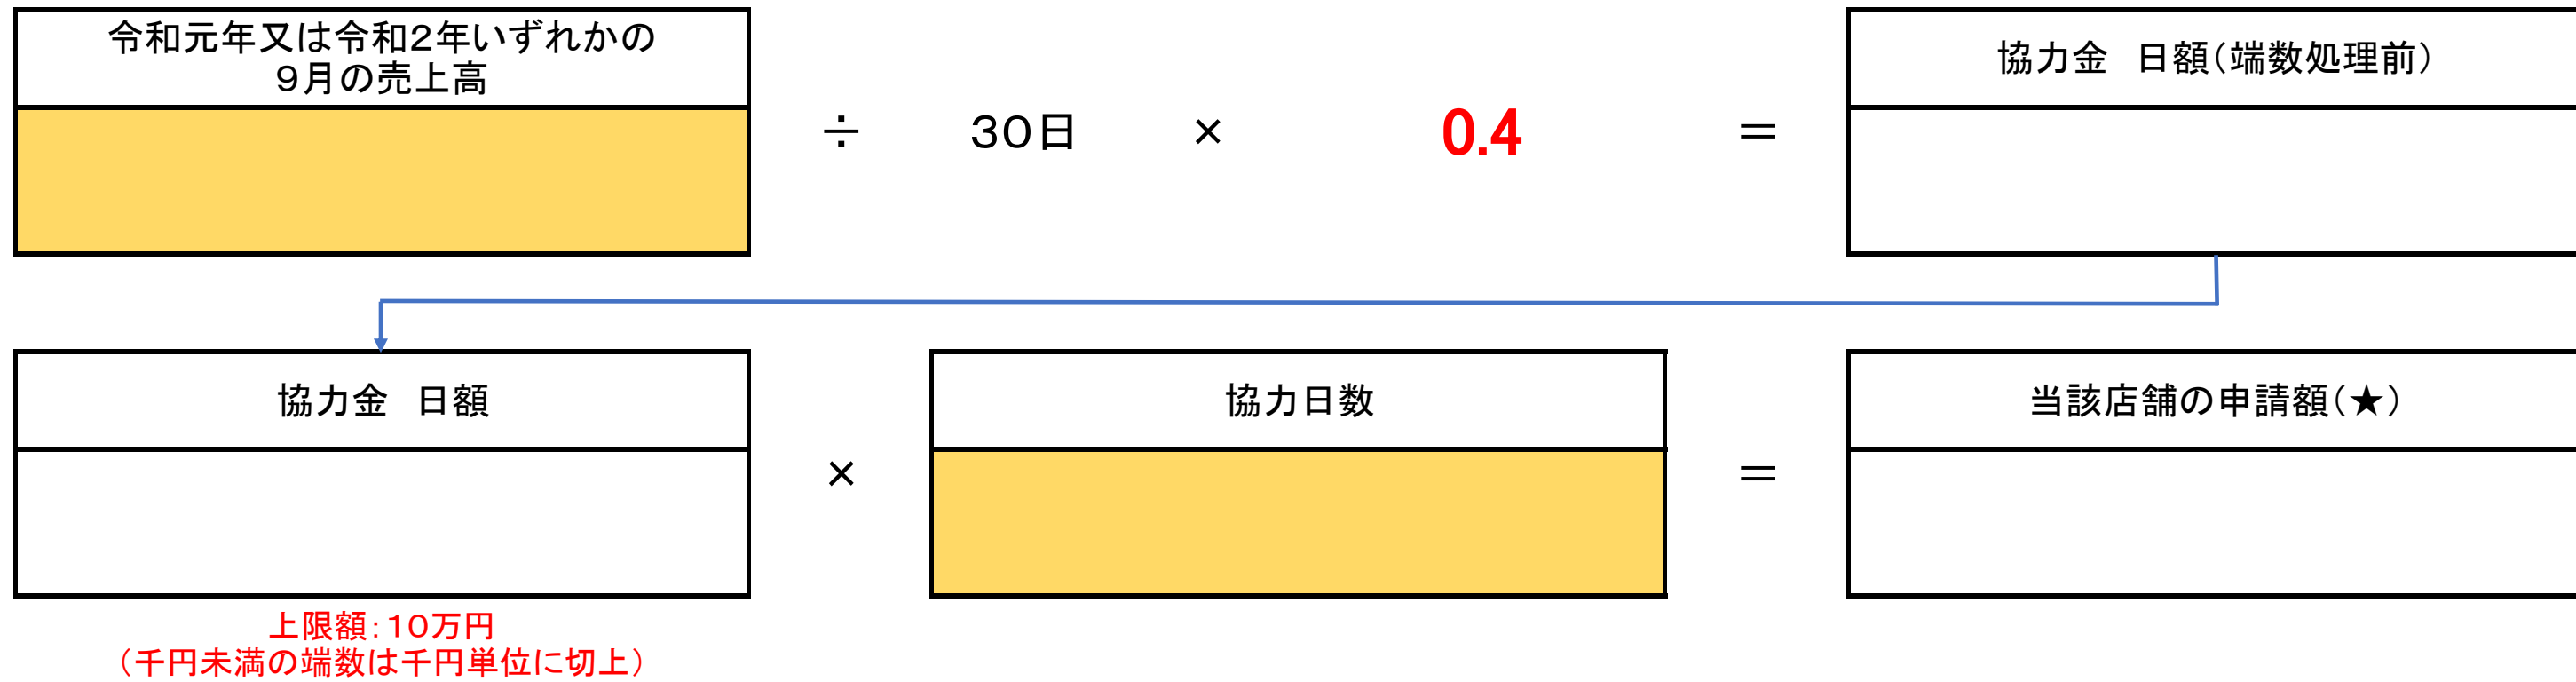 令和元年又は令和2年いずれかの
9月の売上高
÷ 30日 × 0.4 ＝
協力金　日額（端数処理前）
協力金　日額
×
協力日数
＝
当該店舗の申請額（★）
上限額：10万円
（千円未満の端数は千円単位に切上）